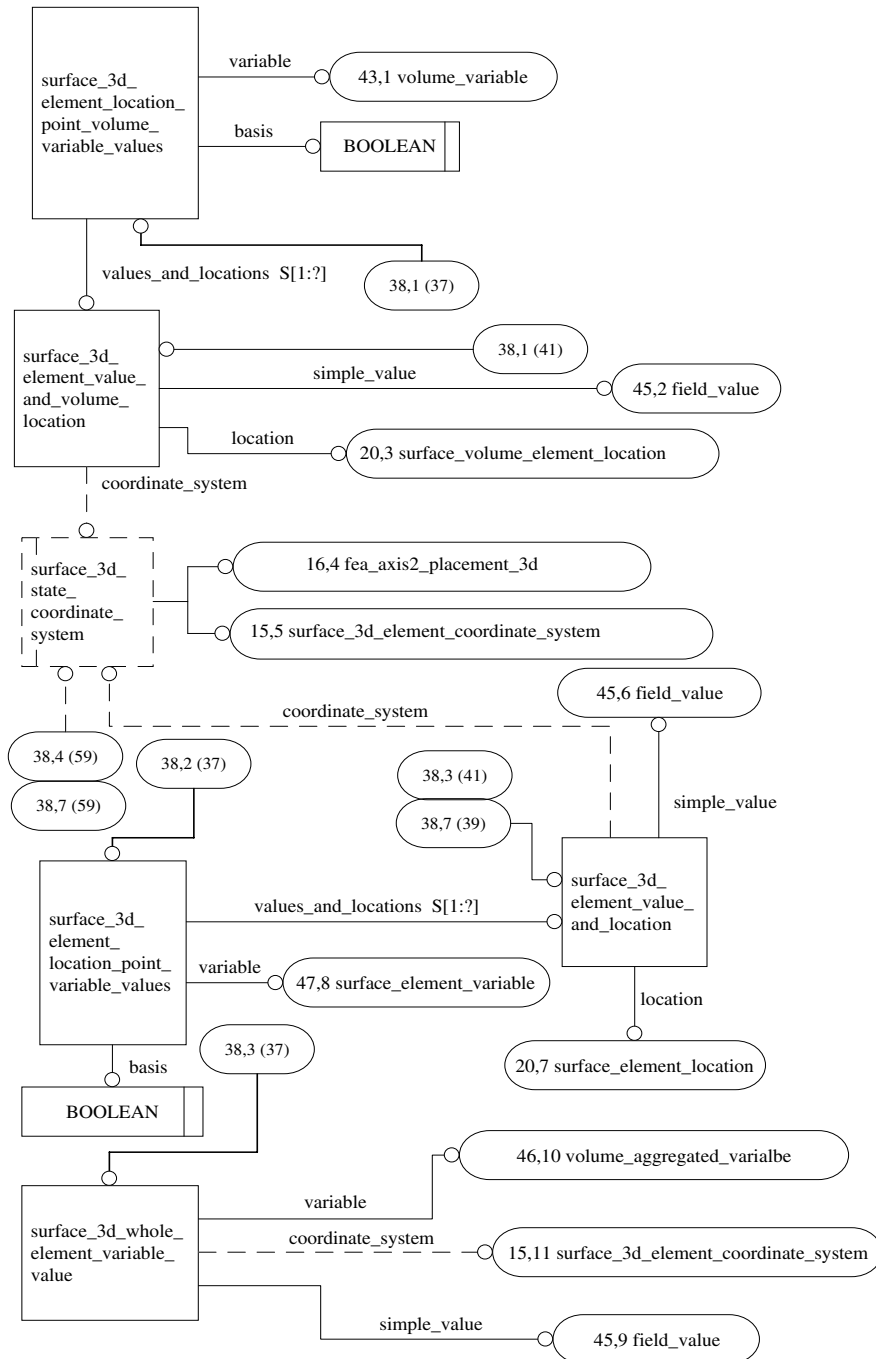 surface_3d_
element_location_
point_volume_
variable_values
variable
43,1 volume_variable
basis
BOOLEAN
values_and_locations S[1:?]
38,1 (37)
surface_3d_
element_value_
and_volume_
location
38,1 (41)
simple_value
45,2 field_value
location
20,3 surface_volume_element_location
coordinate_system
surface_3d_
state_
coordinate_
system
16,4 fea_axis2_placement_3d
15,5 surface_3d_element_coordinate_system
coordinate_system
45,6 field_value
38,4 (59)
38,7 (59)
38,2 (37)
38,3 (41)
38,7 (39)
simple_value
surface_3d_
element_
location_point_
variable_values
values_and_locations S[1:?]
surface_3d_
element_value_
and_location
variable
47,8 surface_element_variable
location
38,3 (37)
basis
20,7 surface_element_location
BOOLEAN
46,10 volume_aggregated_varialbe
surface_3d_whole_
element_variable_
value
variable
coordinate_system
15,11 surface_3d_element_coordinate_system
simple_value
45,9 field_value